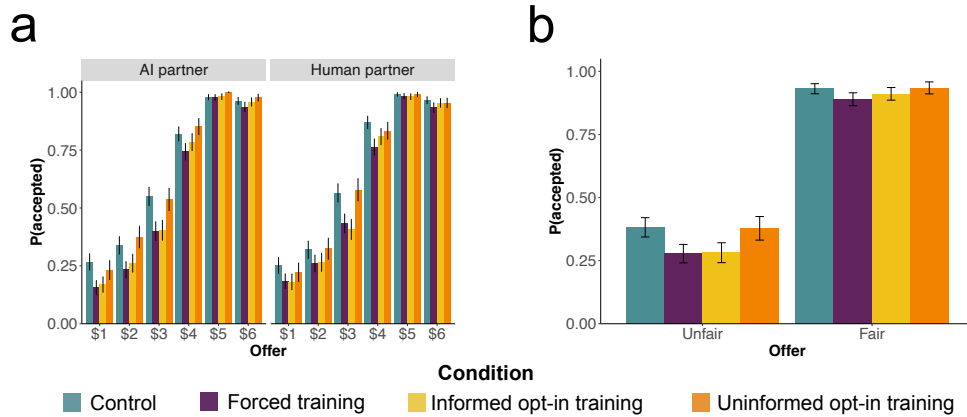 a
AI partner
Human partner
P(accepted)
1.00
0.75
0.50
0.25
0.00
$1 $2 $3 $4 $5 $6
$1 $2 $3 $4 $5 $6
Offer
b
P(accepted)
1.00
0.75
0.50
0.25
0.00
Unfair
Fair
Offer
Condition
Control
Forced training
Informed opt-in training
Uninformed opt-in training